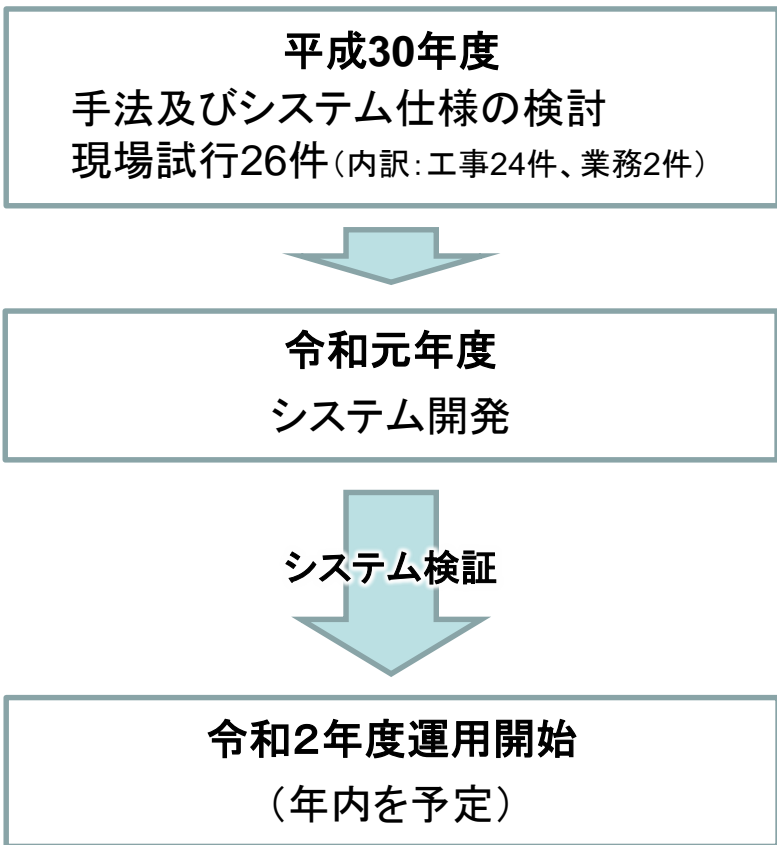 平成30年度
手法及びシステム仕様の検討
現場試行26件（内訳：工事24件、業務2件）
令和元年度
システム開発
システム検証
令和２年度運用開始
（年内を予定）